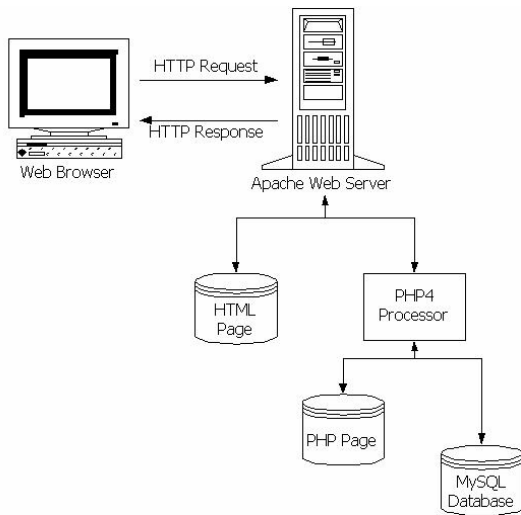 HTTP Request
HTTP Response
Web Browser
Apache Web Server
HTML
Page
PHP4
Processor
PHP Page
MySQL
Database